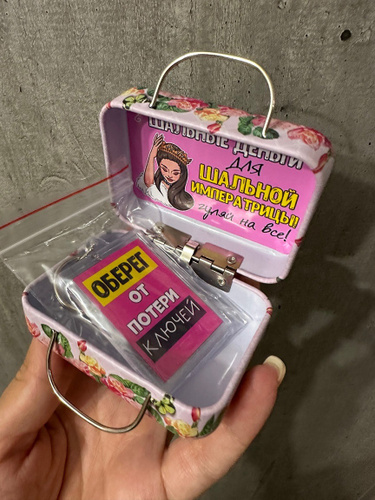 ШАЛЬНЫЕ ДЕНЬГИ
для
ШАЛЬНОЙ
ИМПЕРАТРИЦЫ!
гуляй на все!
ОБЕРЕГ
ОТ
ПОТЕРИ
КЛЮЧЕЙ